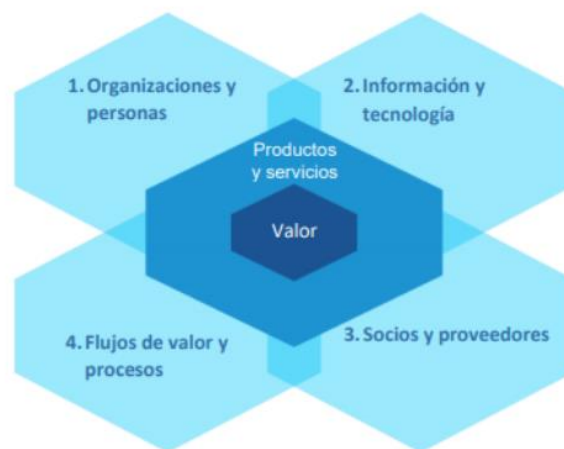 1. Organizaciones y
personas
2. Información y
tecnología
Productos
y servicios
Valor
4. Flujos de valor y
procesos
3. Socios y proveedores